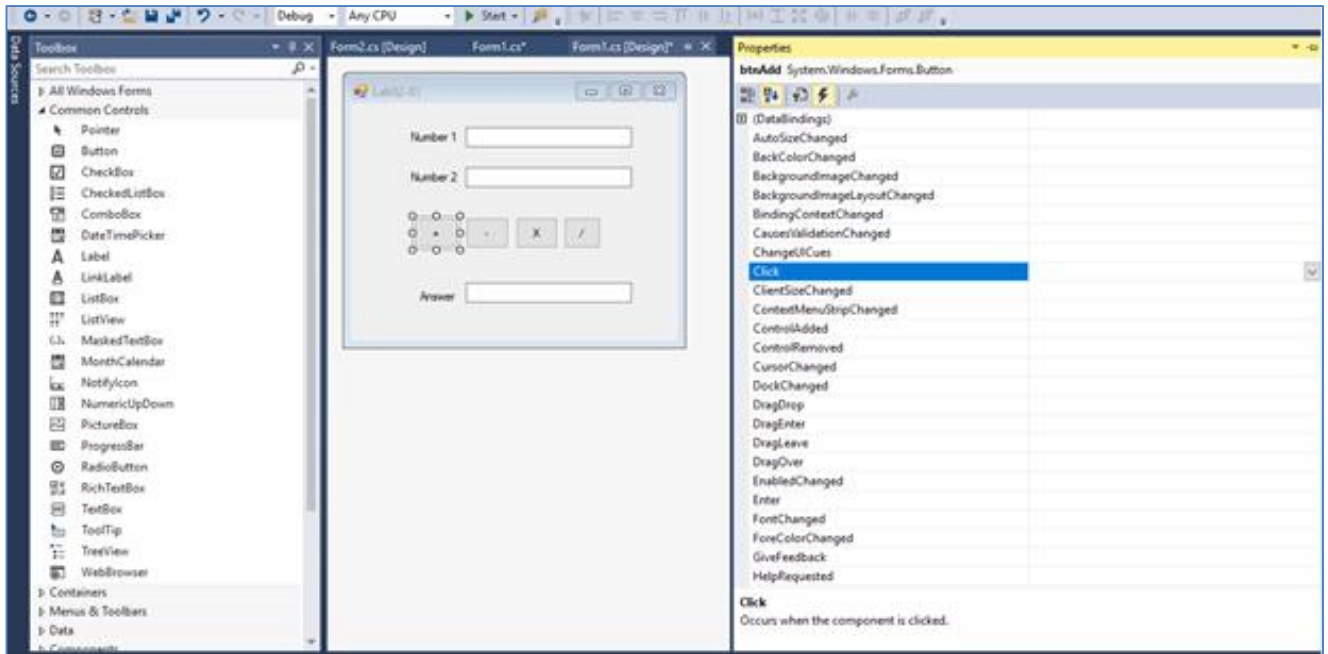 Debug Any CPU Start
Data Sources
Toolbox
Search Toolbox
All Windows Forms
Common Controls
Pointer
Button
CheckBox
CheckedListBox
ComboBox
DateTimePicker
Label
LinkLabel
ListBox
ListView
MaskedTextBox
MonthCalendar
NotifyIcon
NumericUpDown
PictureBox
ProgressBar
RadioButton
RichTextBox
TextBox
ToolTip
TreeView
WebBrowser
Containers
Menus & Toolbars
Data
Components
Form2.cs [Design] Form1.cs* Form1.cs [Design]*
Number 1
Number 2
+ - X /
Answer
Properties
btnAdd System.Windows.Forms.Button
(DataBindings)
AutoSizeChanged
BackColorChanged
BackgroundImageChanged
BackgroundImageLayoutChanged
BindingContextChanged
CausesValidationChanged
ChangeUICues
Click
ClientSizeChanged
ContextMenuStripChanged
ControlAdded
ControlRemoved
CursorChanged
DockChanged
DragDrop
DragEnter
DragLeave
DragOver
EnabledChanged
Enter
FontChanged
ForeColorChanged
GiveFeedback
HelpRequested
Click
Occurs when the component is clicked.